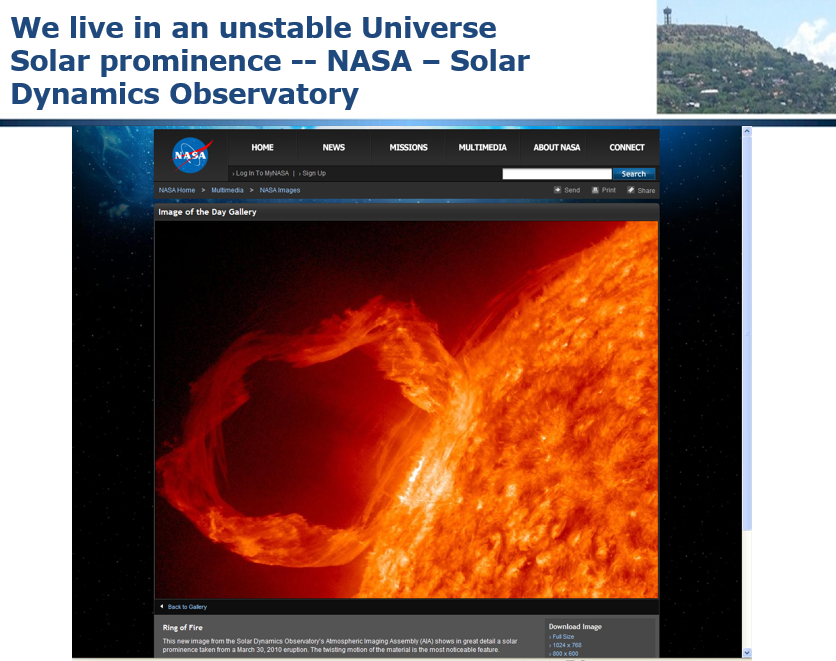 We live in an unstable Universe
Solar prominence -- NASA – Solar
Dynamics Observatory
NASA
HOME NEWS MISSIONS MULTIMEDIA ABOUT NASA CONNECT
› Log In To MyNASA | › Sign Up
Search
NASA Home > Multimedia > NASA Images
Send Print Share
Image of the Day Gallery
Back to Gallery
Ring of Fire
This new image from the Solar Dynamics Observatory's Atmospheric Imaging Assembly (AIA) shows in great detail a solar
prominence taken from a March 30, 2010 eruption. The twisting motion of the material is the most noticeable feature.
Download Image
› Full Size
› 1024 x 768
› 800 x 600